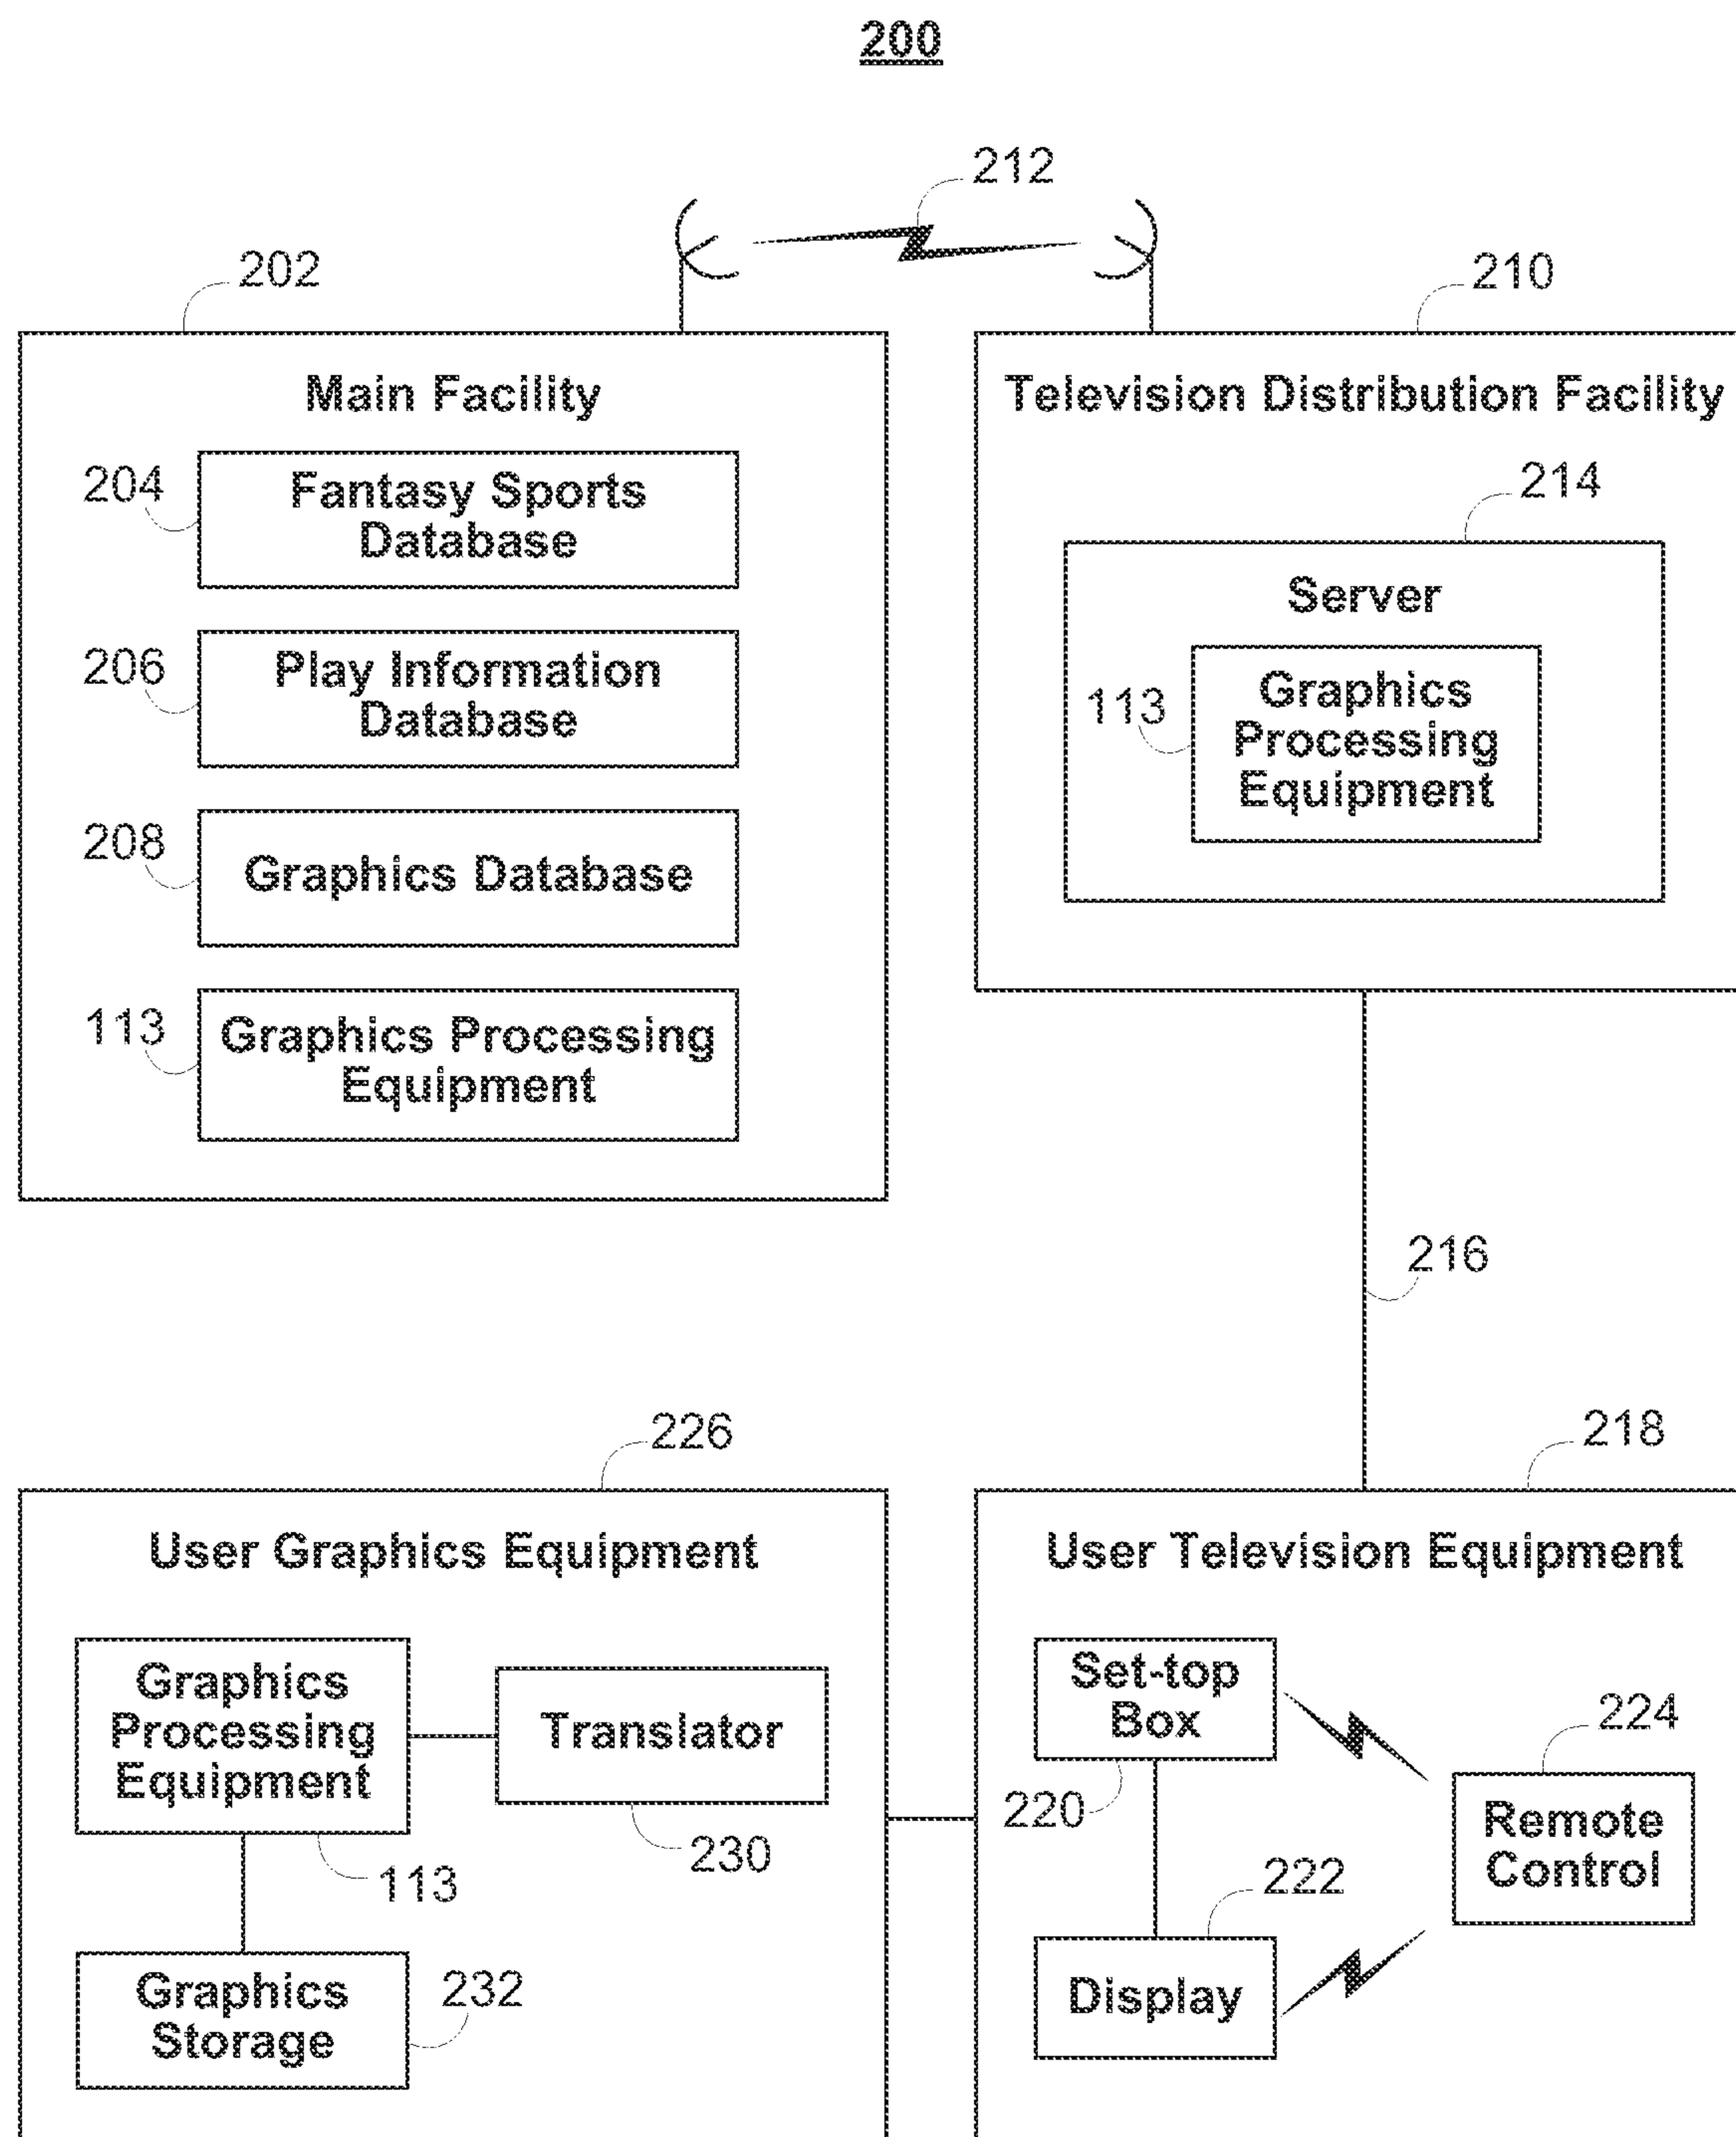 200
212
202
210
Main Facility
204
Fantasy Sports
Database
206
Play Information
Database
208
Graphics Database
113
Graphics Processing
Equipment
Television Distribution Facility
214
Server
113
Graphics
Processing
Equipment
216
226
218
User Graphics Equipment
Graphics
Processing
Equipment
Translator
230
113
Graphics
Storage
232
User Television Equipment
Set-top
Box
220
224
Remote
Control
222
Display